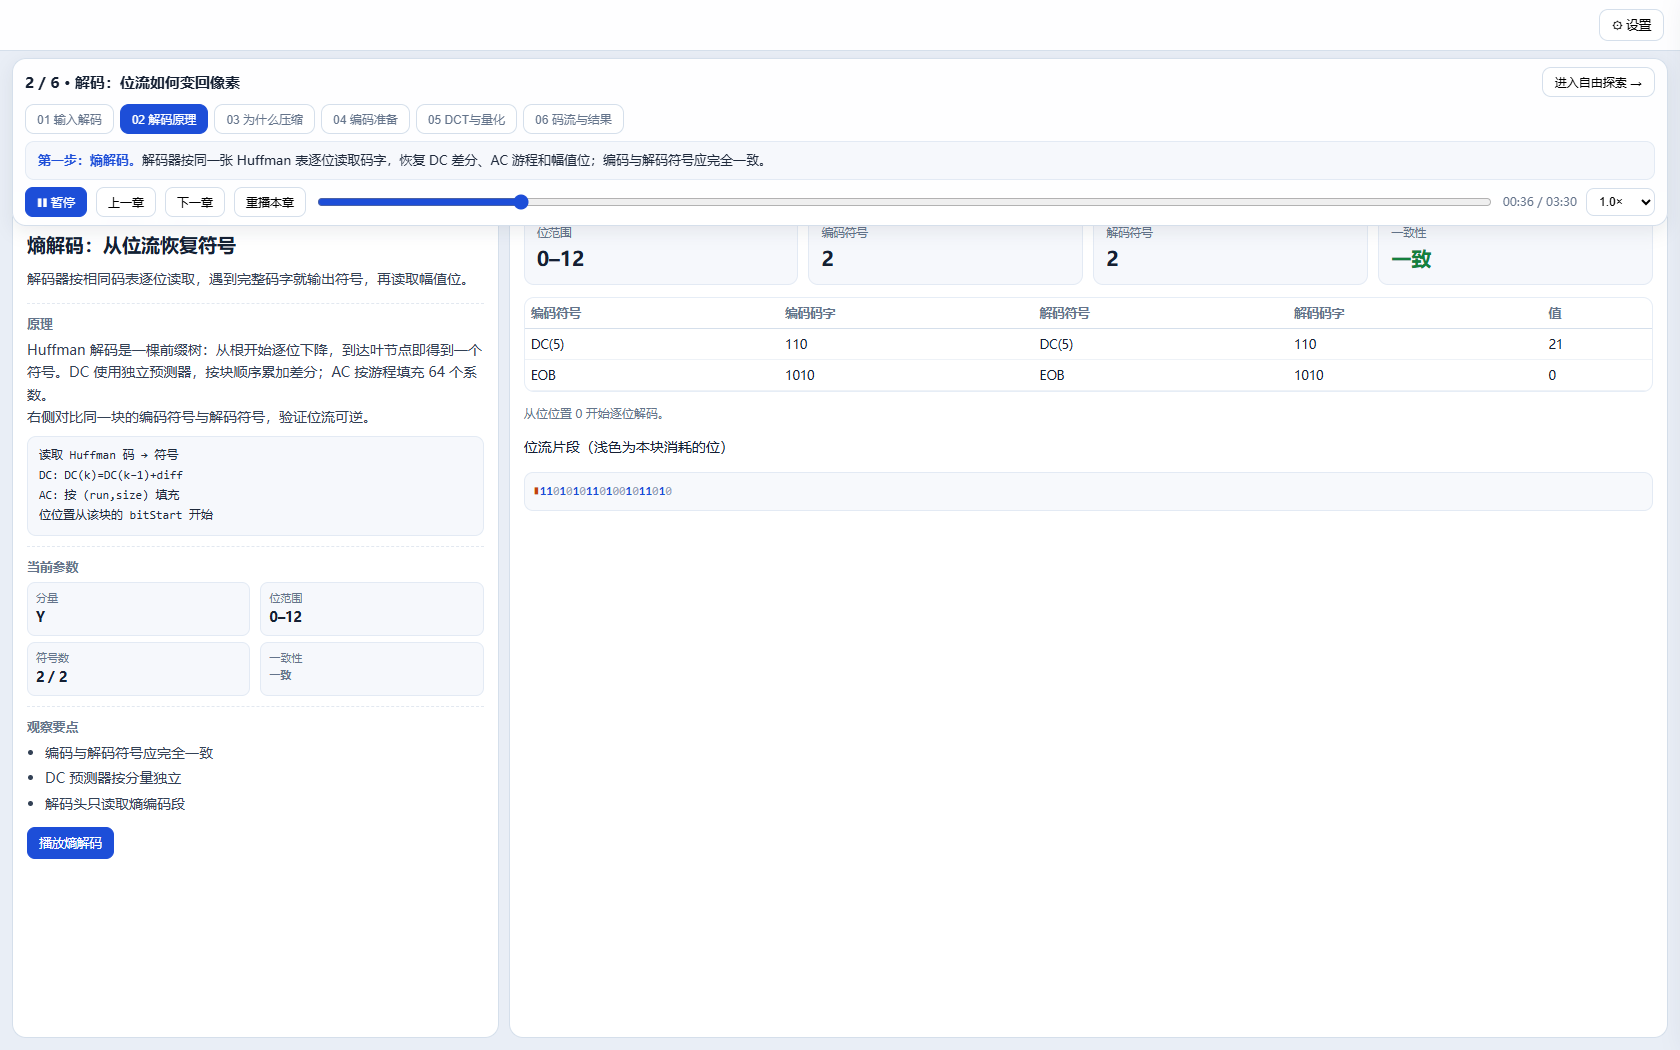 ⚙ 设置
2 / 6 • 解码：位流如何变回像素
进入自由探索 →
01 输入解码
02 解码原理
03 为什么压缩
04 编码准备
05 DCT与量化
06 码流与结果
第一步：熵解码。解码器按同一张 Huffman 表逐位读取码字，恢复 DC 差分、AC 游程和幅值位；编码与解码符号应完全一致。
暂停
上一章
下一章
重播本章
00:36 / 03:30
1.0×
熵解码：从位流恢复符号
解码器按相同码表逐位读取，遇到完整码字就输出符号，再读取幅值位。
原理
Huffman 解码是一棵前缀树：从根开始逐位下降，到达叶节点即得到一个
符号。DC 使用独立预测器，按块顺序累加差分；AC 按游程填充 64 个系
数。
右侧对比同一块的编码符号与解码符号，验证位流可逆。
读取 Huffman 码 → 符号
DC: DC(k)=DC(k-1)+diff
AC: 按 (run,size) 填充
位位置从该块的 bitStart 开始
当前参数
分量
Y
位范围
0–12
符号数
2 / 2
一致性
一致
观察要点
• 编码与解码符号应完全一致
• DC 预测器按分量独立
• 解码头只读取熵编码段
播放熵解码
位范围
0–12
编码符号
2
解码符号
2
一致性
一致
编码符号 编码码字 解码符号 解码码字 值
DC(5) 110 DC(5) 110 21
EOB 1010 EOB 1010 0
从位位置 0 开始逐位解码。
位流片段（浅色为本块消耗的位）
11010101101001011010